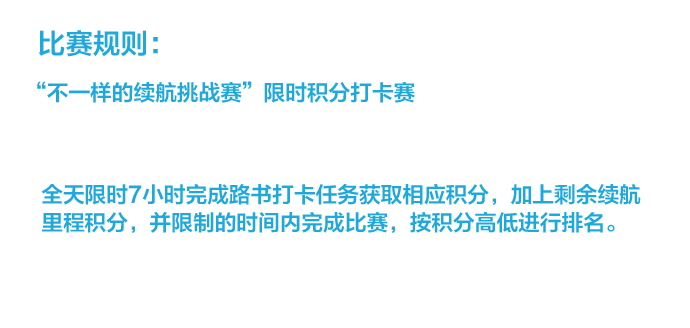 比赛规则：
“不一样的续航挑战赛”限时积分打卡赛
全天限时7小时完成路书打卡任务获取相应积分，加上剩余续航
里程积分，并限制的时间内完成比赛，按积分高低进行排名。